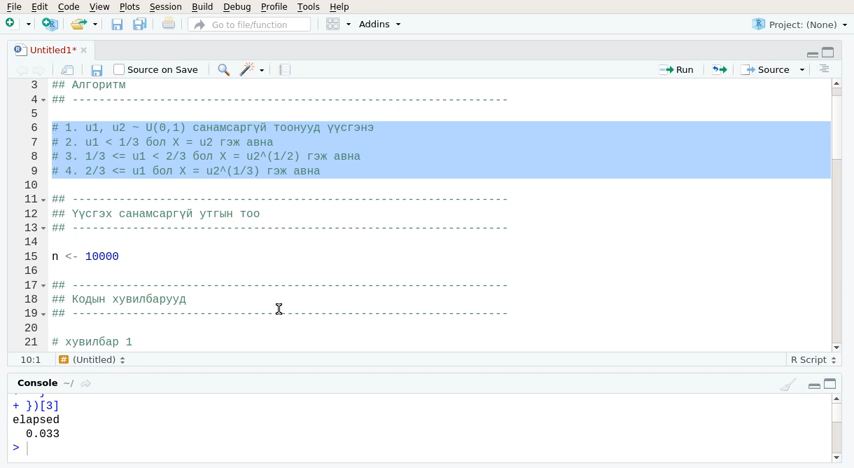 File Edit Code View Plots Session Build Debug Profile Tools Help
Go to file/function Addins Project: (None)
Untitled1*
Source on Save Run Source
3 ## Алгоритм
4 ## -----------------------------------------------------------------
5
6 # 1. u1, u2 ~ U(0,1) санамсаргүй тоонууд үүсгэнэ
7 # 2. u1 < 1/3 бол X = u2 гэж авна
8 # 3. 1/3 <= u1 < 2/3 бол X = u2^(1/2) гэж авна
9 # 4. 2/3 <= u1 бол X = u2^(1/3) гэж авна
10
11 ## -----------------------------------------------------------------
12 ## Үүсгэх санамсаргүй утгын тоо
13 ## -----------------------------------------------------------------
14
15 n <- 10000
16
17 ## -----------------------------------------------------------------
18 ## Кодын хувилбарууд
19 ## -----------------------------------------------------------------
20
21 # хувилбар 1
10:1 # (Untitled) R Script
Console ~/
+ })[3]
elapsed
0.033
>